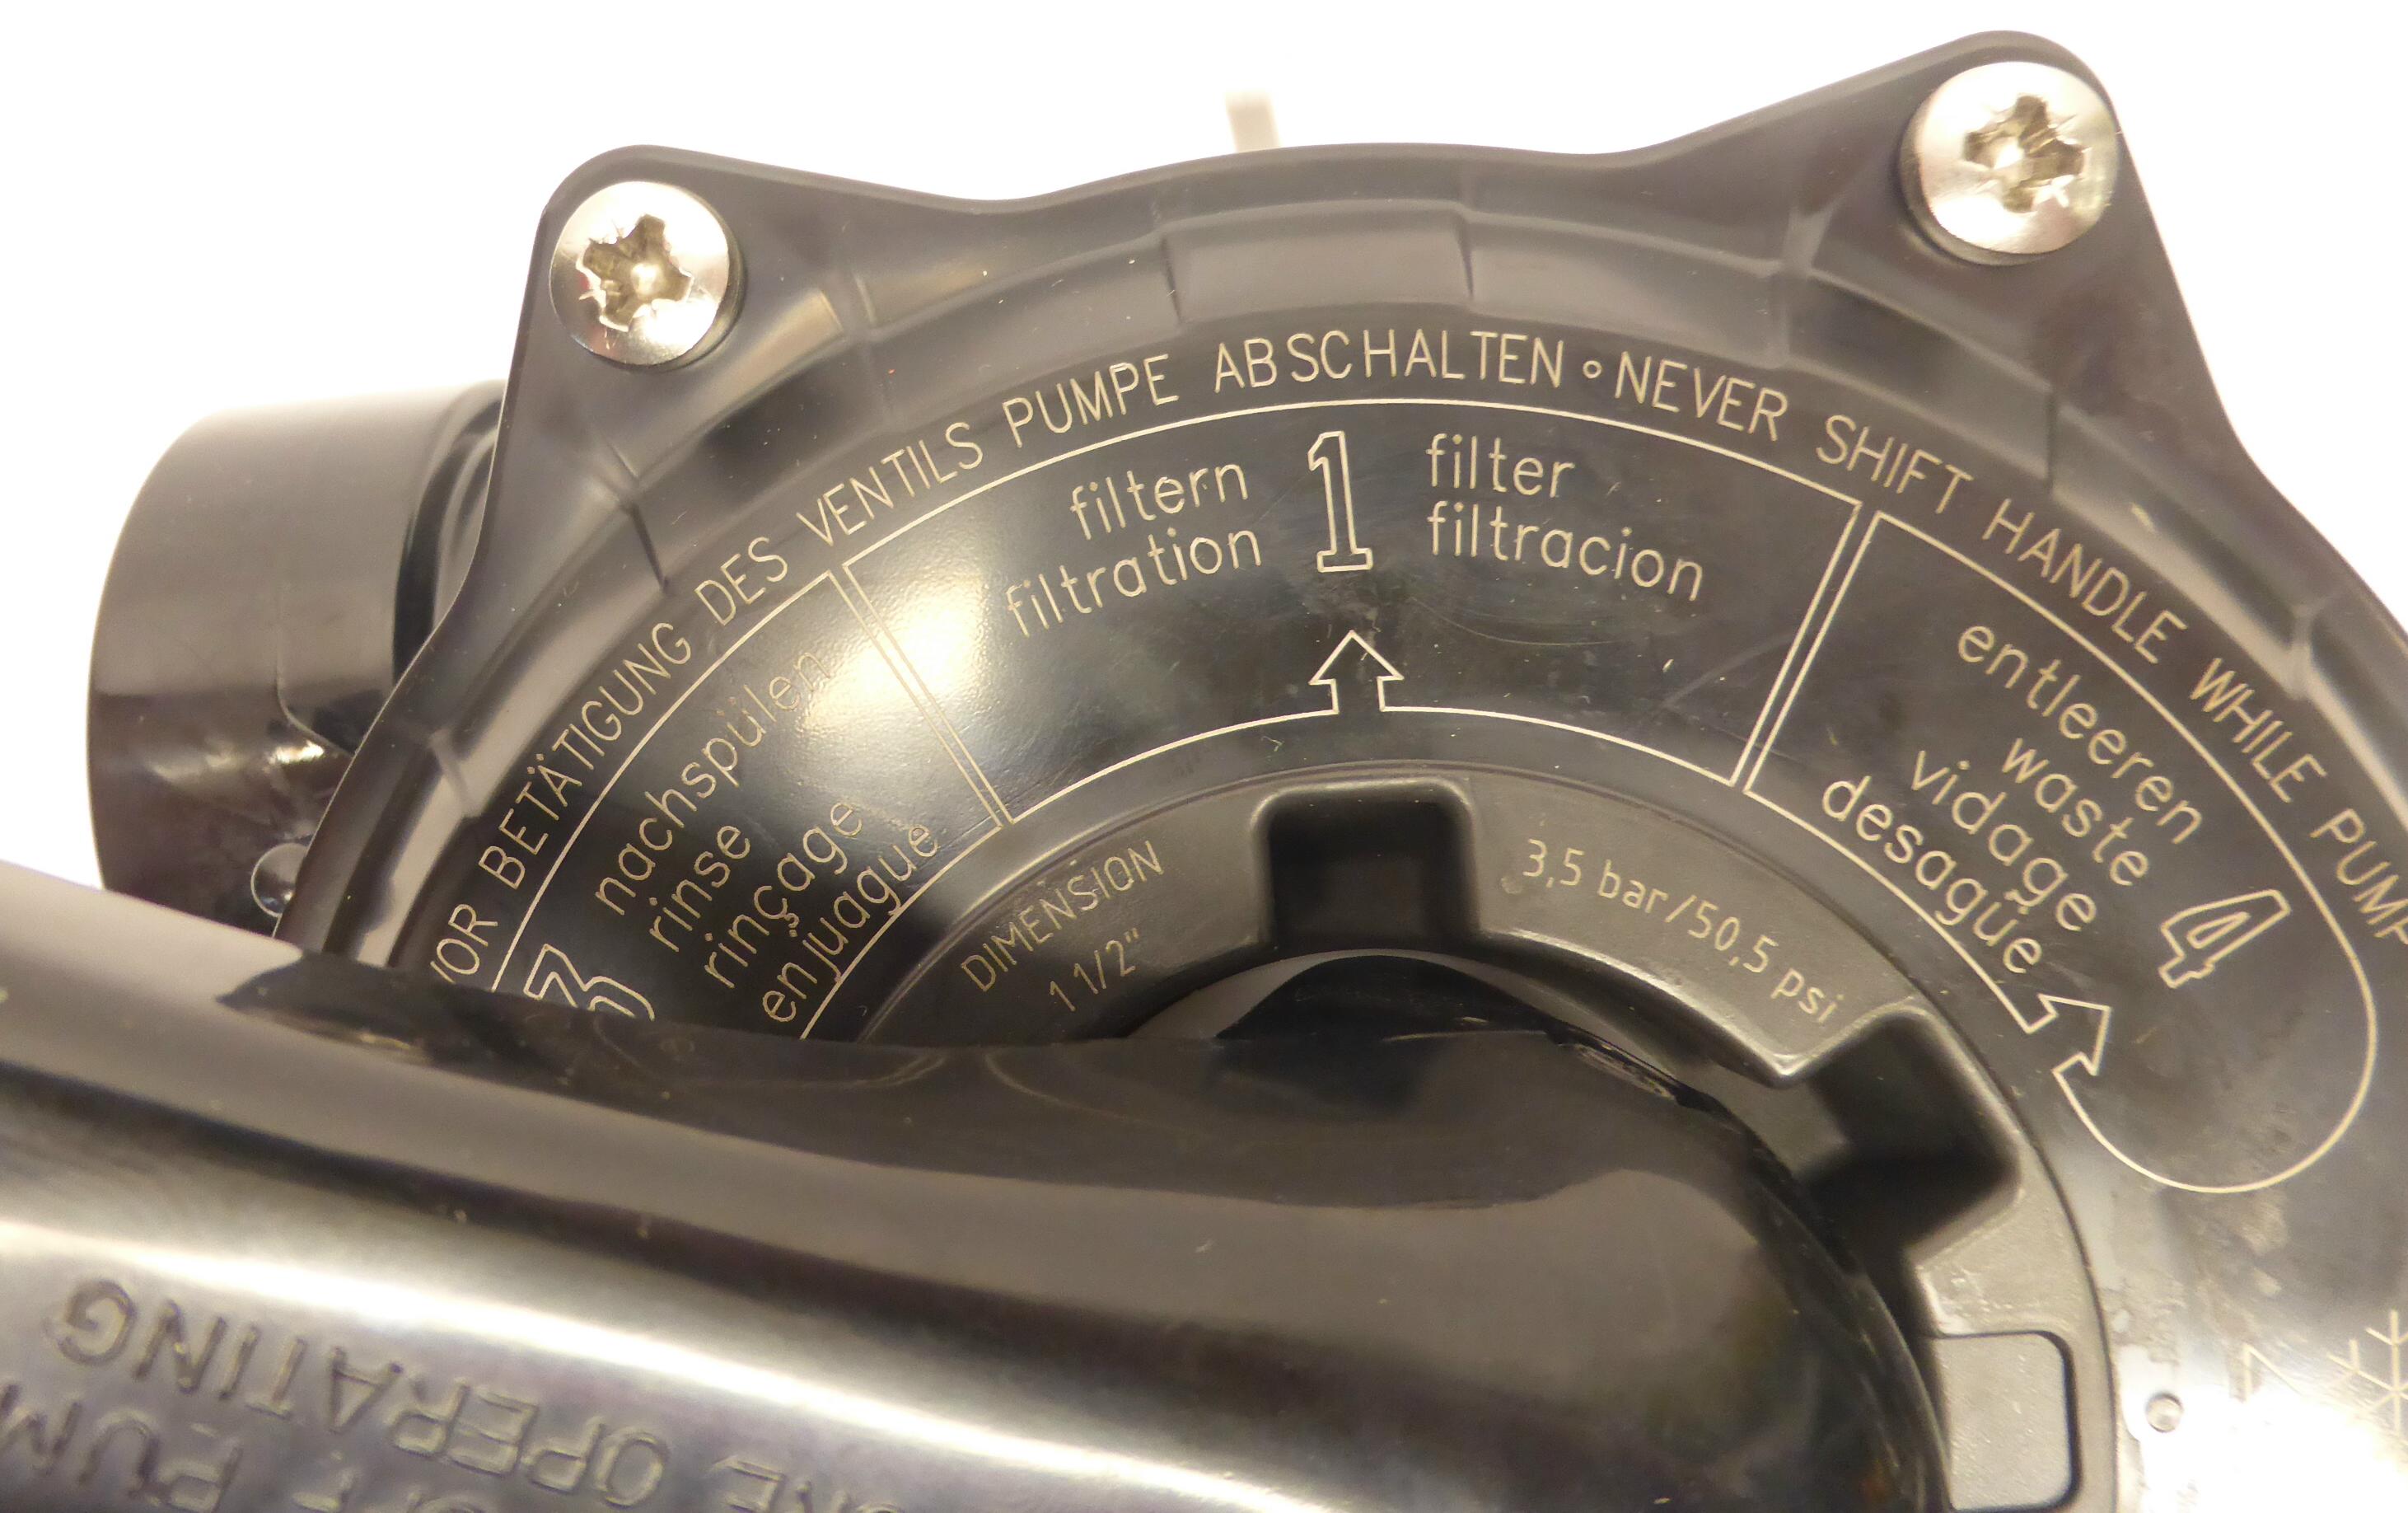 VOR BETÄTIGUNG DES VENTILS PUMPE ABSCHALTEN ∘ NEVER SHIFT HANDLE WHILE PUMP
filtern
filtration
1
filter
filtracion
entleeren
waste
vidage
desagüe
4
nachspülen
rinse
rinçage
enjuague
3
DIMENSION
1 1/2"
3,5 bar/50,5 psi
OPERATING